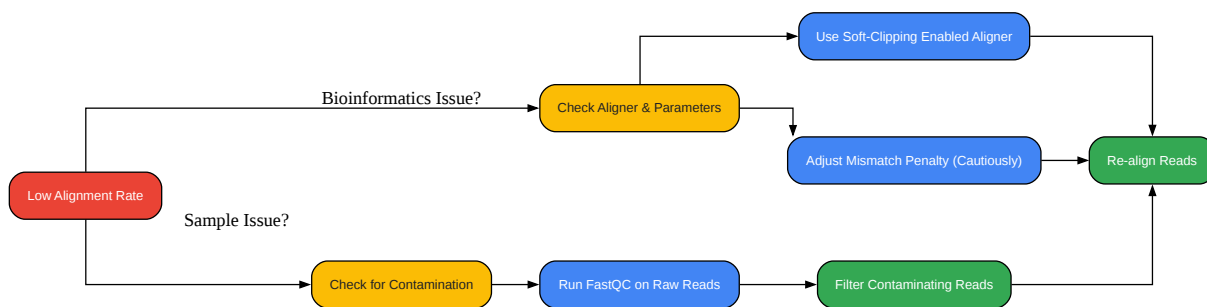 Use Soft-Clipping Enabled Aligner
Bioinformatics Issue?
Check Aligner & Parameters
Adjust Mismatch Penalty (Cautiously)
Re-align Reads
Low Alignment Rate
Sample Issue?
Check for Contamination
Run FastQC on Raw Reads
Filter Contaminating Reads